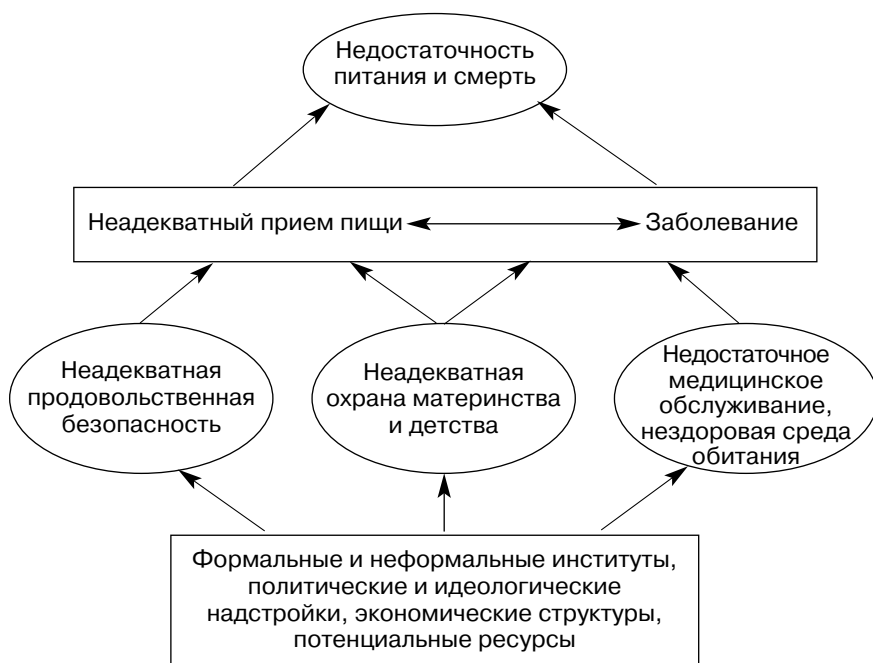 Недостаточность
питания и смерть
Неадекватный прием пищи
Заболевание
Неадекватная
продовольственная
безопасность
Неадекватная
охрана материнства
и детства
Недостаточное
медицинское
обслуживание,
нездоровая среда
обитания
Формальные и неформальные институты,
политические и идеологические
надстройки, экономические структуры,
потенциальные ресурсы